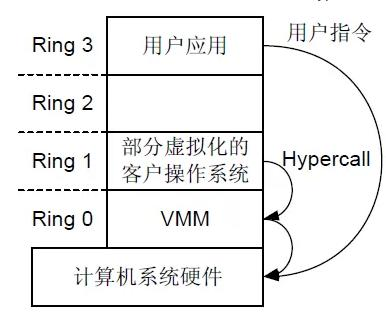 Ring 3
用户应用
用户指令
Ring 2
Ring 1
部分虚拟化的
客户操作系统
Hypercall
Ring 0
VMM
计算机系统硬件